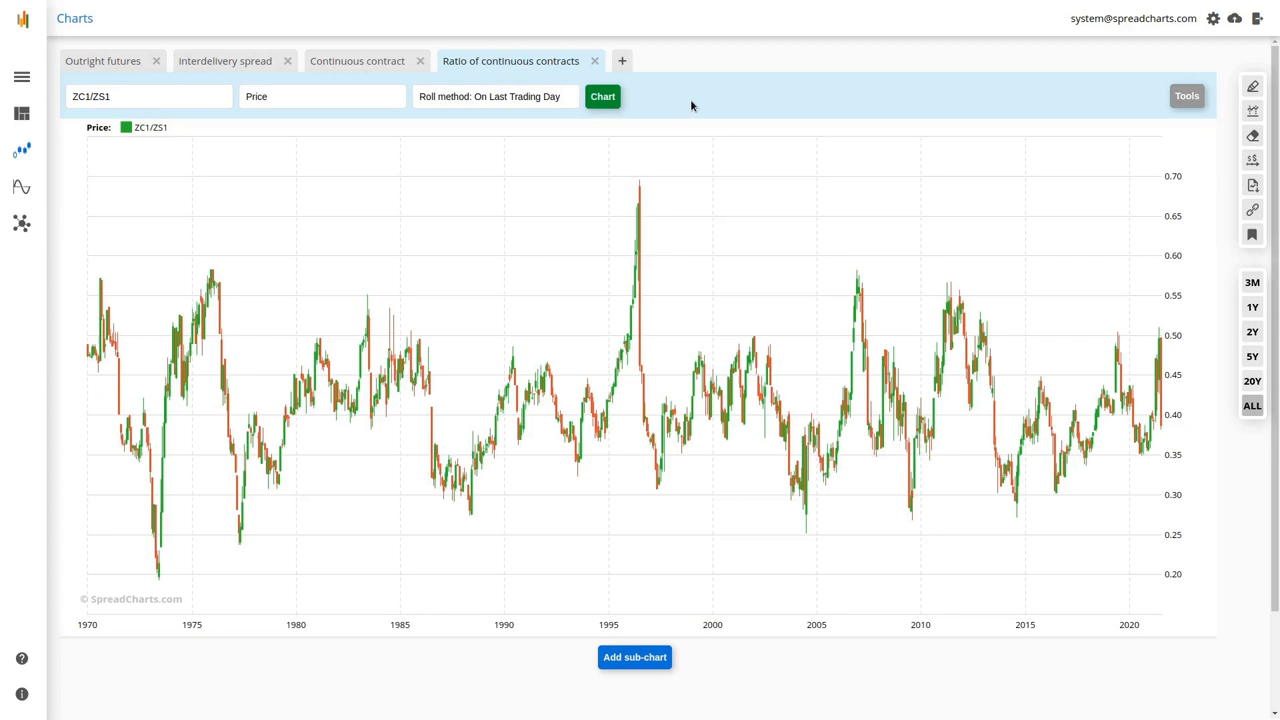 Charts
system@spreadcharts.com
Outright futures
Interdelivery spread
Continuous contract
Ratio of continuous contracts
ZC1/ZS1
Price
Roll method: On Last Trading Day
Chart
Tools
Price: ZC1/ZS1
0.70
0.65
0.60
0.55
0.50
0.45
0.40
0.35
0.30
0.25
0.20
3M
1Y
2Y
5Y
20Y
ALL
© SpreadCharts.com
1970 1975 1980 1985 1990 1995 2000 2005 2010 2015 2020
Add sub-chart